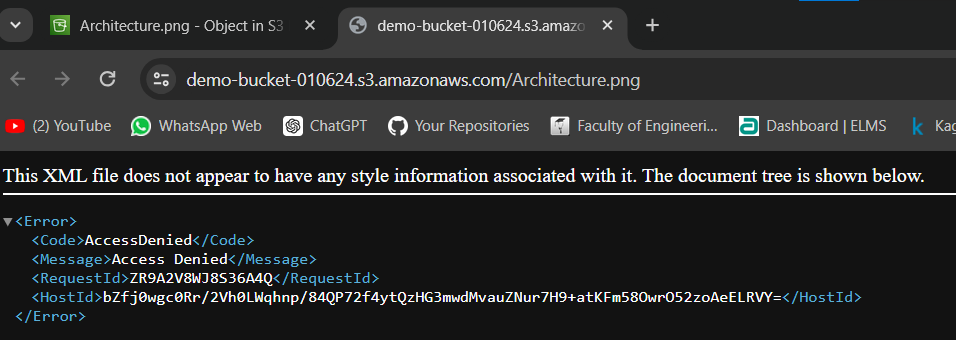 Architecture.png - Object in S3
demo-bucket-010624.s3.amazo
demo-bucket-010624.s3.amazonaws.com/Architecture.png
(2) YouTube WhatsApp Web ChatGPT Your Repositories Faculty of Engineeri... Dashboard | ELMS Kag
This XML file does not appear to have any style information associated with it. The document tree is shown below.
<Error>
<Code>AccessDenied</Code>
<Message>Access Denied</Message>
<RequestId>ZR9A2V8WJ8S36A4Q</RequestId>
<HostId>bZfj0wgc0Rr/2Vh0LWqhnp/84QP72f4ytQzHG3mwdMvauZNur7H9+atKFm58OwrO52zoAeELRVY=</HostId>
</Error>